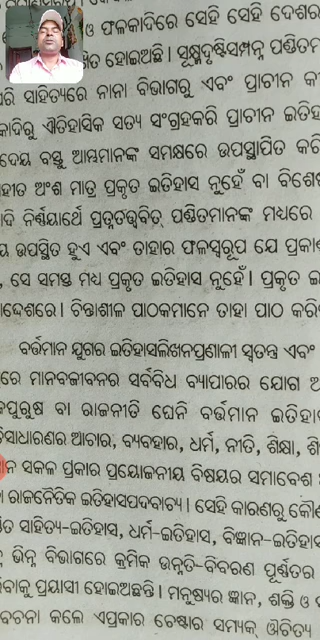 ଓ ଫଳକାଦିରେ ସେହି ସେହି ଦେଶର
ହୋଇଅଛି । ସୂକ୍ଷ୍ମଦୃଷ୍ଟିସମ୍ପନ୍ନ ପଣ୍ଡିତମା
ସାହିତ୍ୟରେ ନାନା ବିଭାଗରୁ ଏବଂ ପ୍ରାଚୀନ କୀ
କାଦିରୁ ଐତିହାସିକ ସତ୍ୟ ସଂଗ୍ରହକରି ପ୍ରାଚୀନ ଇତିହ
ଦେୟ ବସ୍ତୁ ଆମ୍ଭମାନଙ୍କ ସମକ୍ଷରେ ଉପସ୍ଥାପିତ କରି
ହୀତ ଅଂଶ ମାତ୍ର ପ୍ରକୃତ ଇତିହାସ ନୁହେଁ ବା ବିଶେଷ
ଦି ନିର୍ଣ୍ଣୟାର୍ଥେ ପ୍ରତ୍ନତତ୍ତ୍ୱବିତ୍ ପଣ୍ଡିତମାନଙ୍କ ମଧ୍ୟରେ
ୟ ଉପସ୍ଥିତ ହୁଏ ଏବଂ ତାହାର ଫଳସ୍ୱରୂପ ଯେ ପ୍ରକା
, ସେ ସମସ୍ତ ମଧ୍ୟ ପ୍ରକୃତ ଇତିହାସ ନୁହେଁ । ପ୍ରକୃତ ଇ
ଦ୍ଦେଶରେ । ଚିନ୍ତାଶୀଳ ପାଠକମାନେ ତାହା ପାଠ କରି
ବର୍ତ୍ତମାନ ଯୁଗର ଇତିହାସଲିଖନପ୍ରଣାଳୀ ସ୍ୱତନ୍ତ୍ର ଏବଂ
ରେ ମାନବଜୀବନର ସର୍ବବିଧ ବ୍ୟାପାରର ଯୋଗ ଅ
ଜପୁରୁଷ ବା ରାଜନୀତି ଘେନି ବର୍ତ୍ତମାନ ଇତିହା
ସାଧାରଣର ଆଚାର, ବ୍ୟବହାର, ଧର୍ମ, ନୀତି, ଶିକ୍ଷା, ଶି
ସକଳ ପ୍ରକାର ପ୍ରୟୋଜନୀୟ ବିଷୟର ସମାବେଶ
ରାଜନୈତିକ ଇତିହାସପଦବାଚ୍ୟ । ସେହି କାରଣରୁ କୌଣ
ସାହିତ୍ୟ-ଇତିହାସ, ଧର୍ମ-ଇତିହାସ, ବିଜ୍ଞାନ-ଇତିହାସ
ଭିନ୍ନ ବିଭାଗରେ କ୍ରମିକ ଉନ୍ନତି-ବିବରଣ ପୂର୍ଣ୍ଣତର
ବାକୁ ପ୍ରୟାସୀ ହୋଇଅଛନ୍ତି । ମନୁଷ୍ୟର ଜ୍ଞାନ, ଶକ୍ତି ଓ
ବେଚନା କଲେ ଏପ୍ରକାର ଚେଷ୍ଟାର ସମ୍ୟକ୍ ଔଚିତ୍ୟ